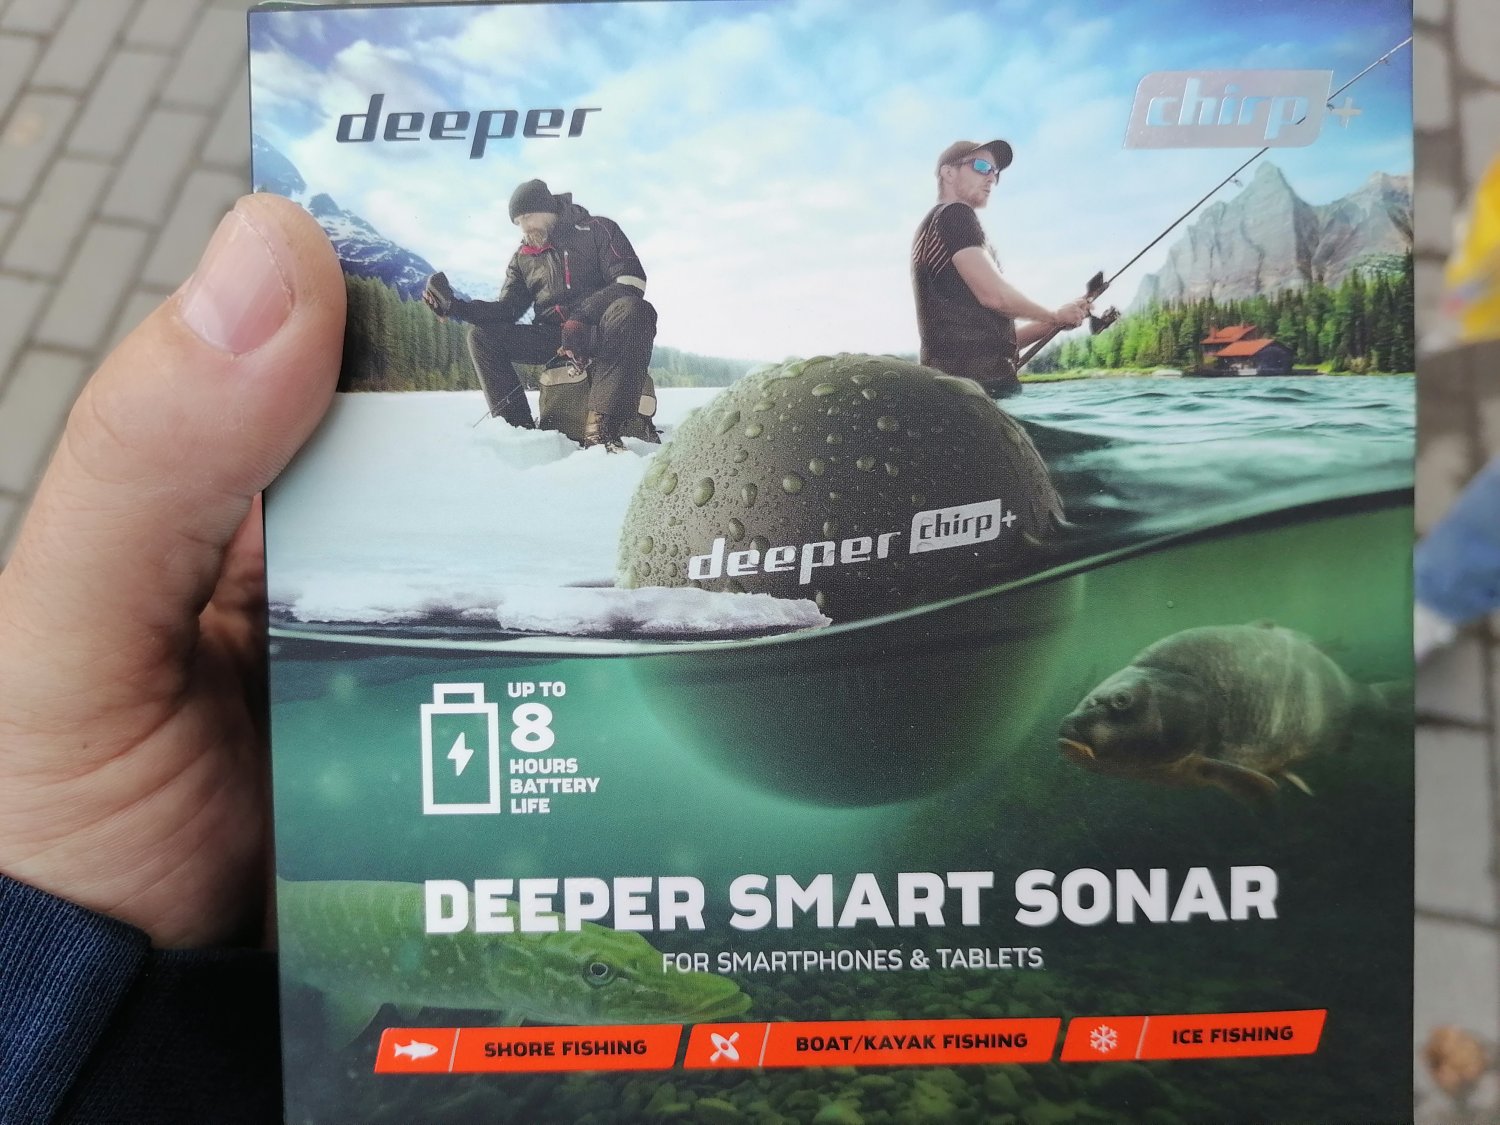 deeper
chirp+
deeper chirp+
UP TO
8
HOURS
BATTERY
LIFE
DEEPER SMART SONAR
FOR SMARTPHONES & TABLETS
SHORE FISHING
BOAT/KAYAK FISHING
ICE FISHING